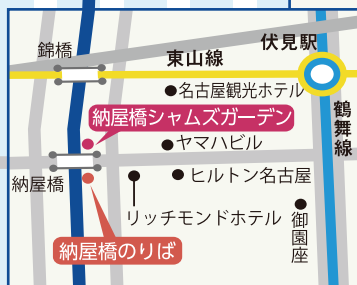 錦橋
東山線
伏見駅
名古屋観光ホテル
納屋橋シャムズガーデン
鶴舞線
ヤマハビル
納屋橋
ヒルトン名古屋
リッチモンドホテル
御園座
納屋橋のりば